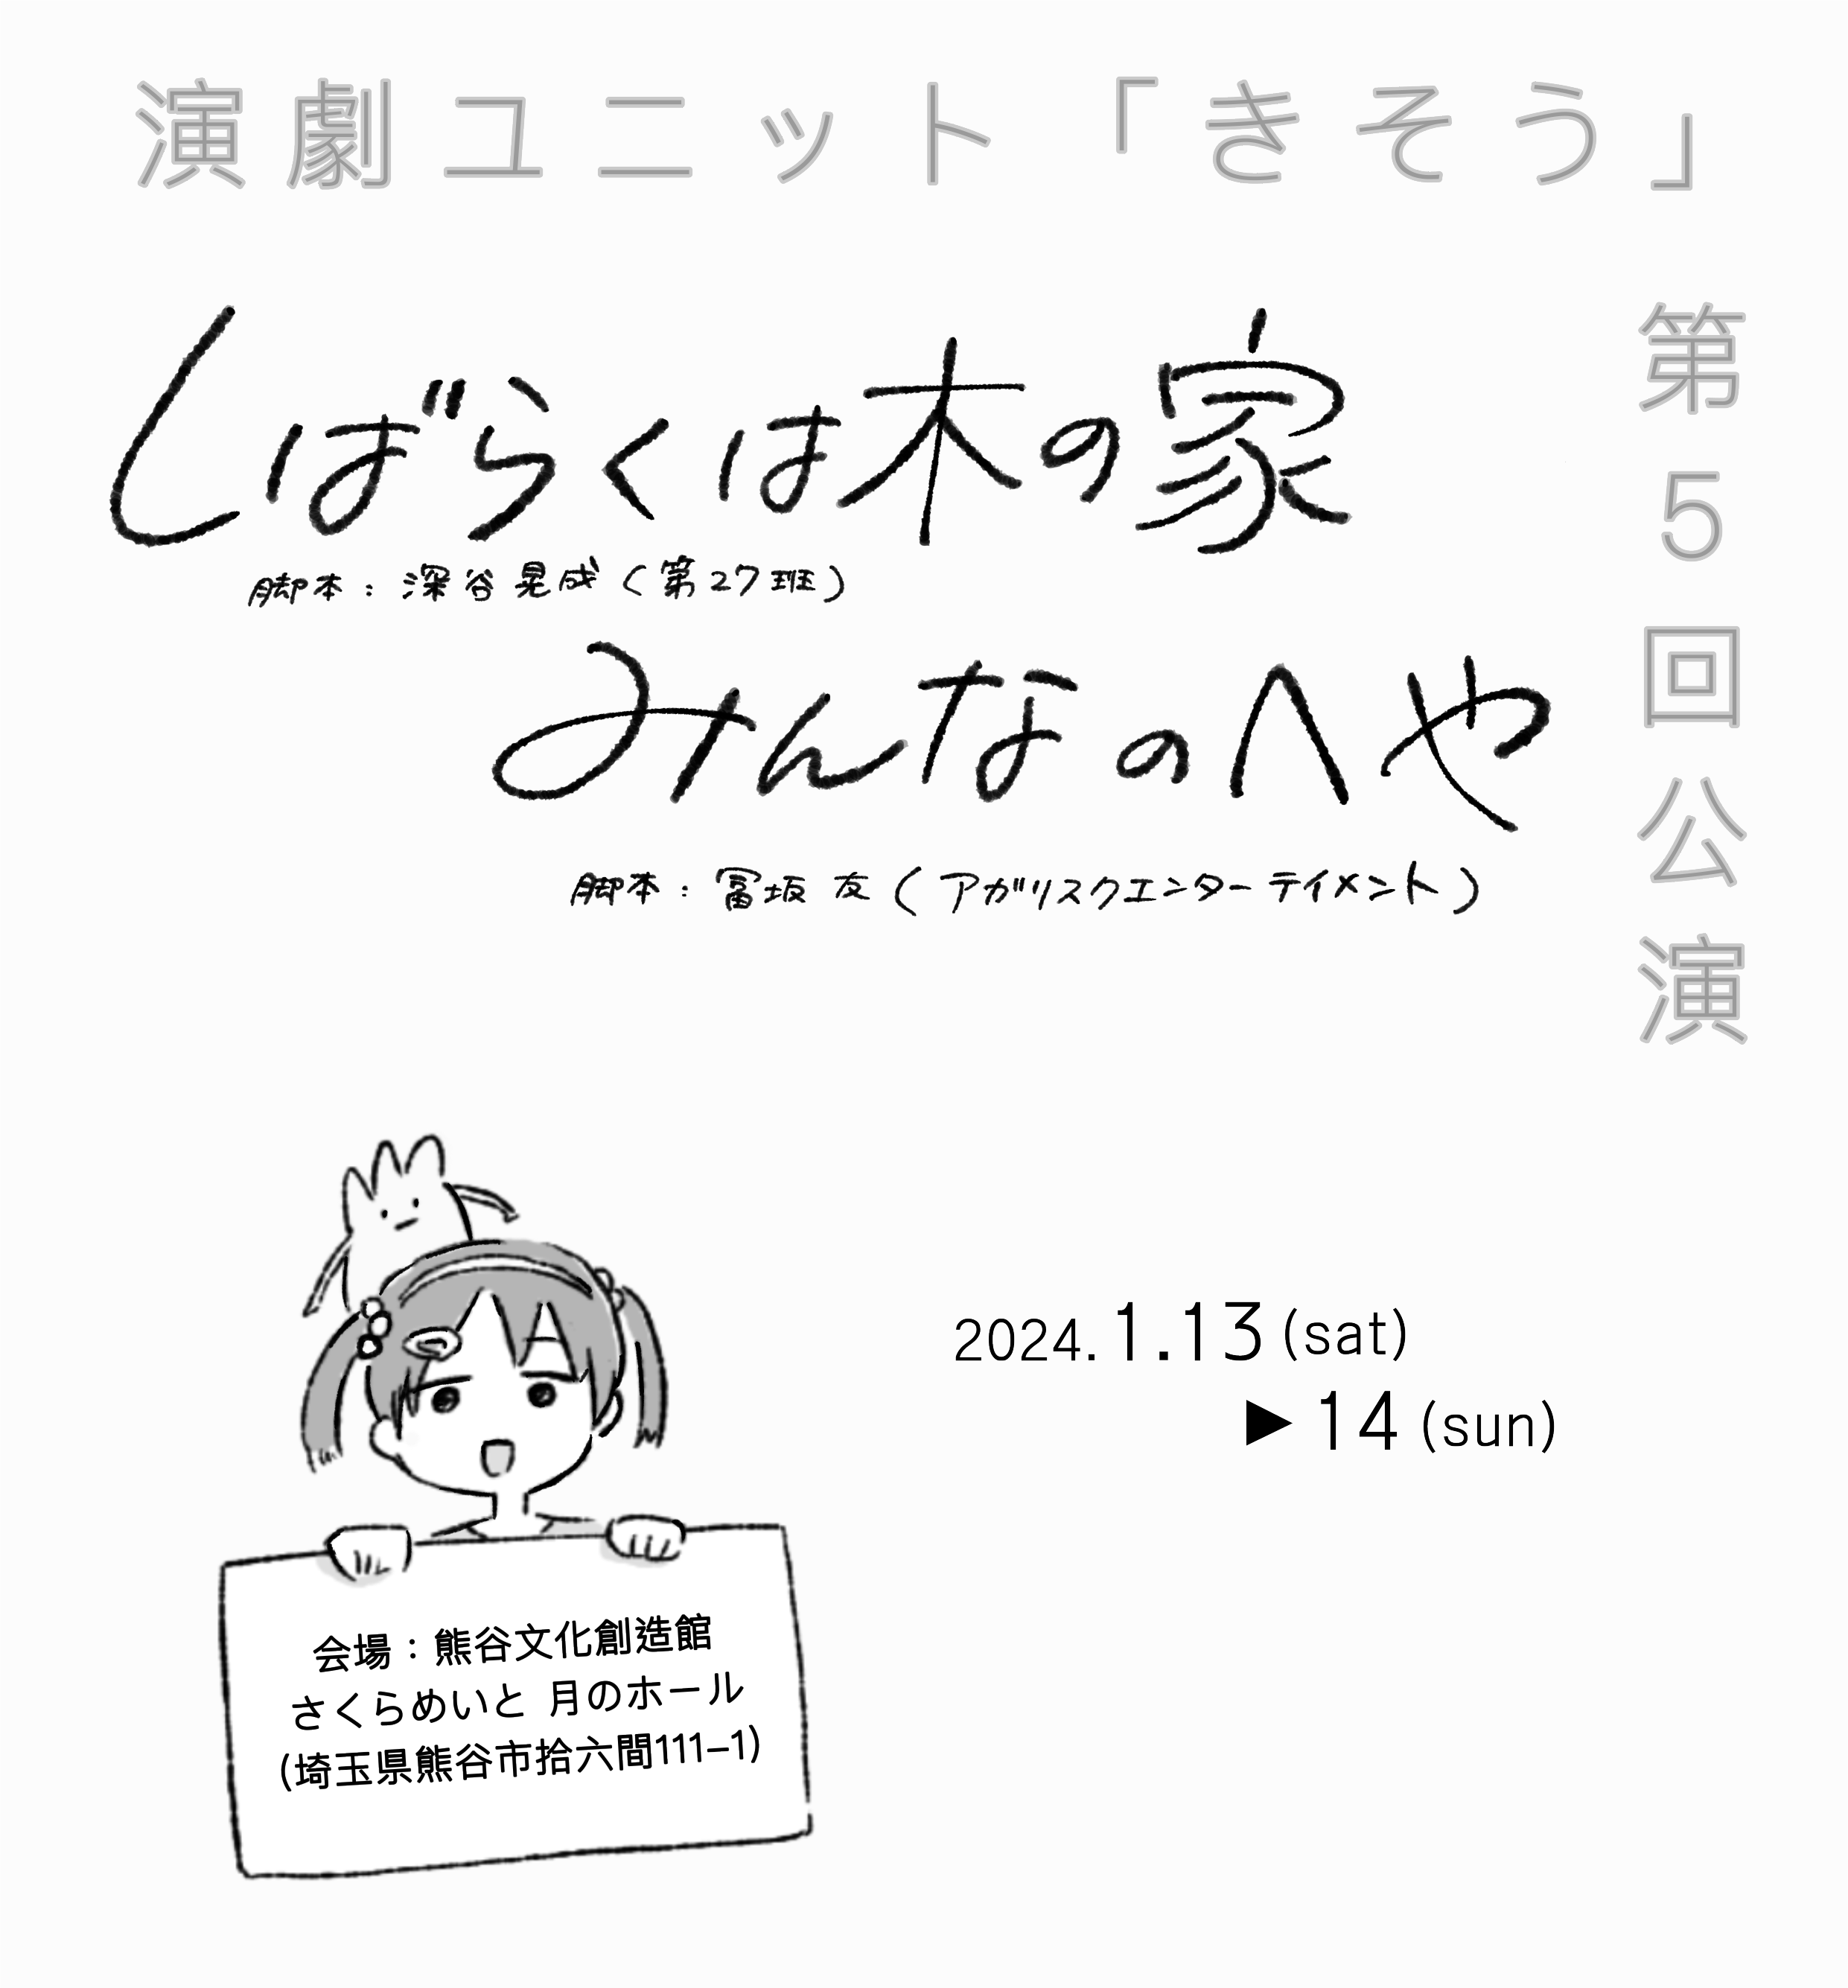 演劇ユニット「きそう」
第5回公演
しばらくは木の家
脚本：深谷晃成（第27班）
みんなのへや
脚本：冨坂 友（アガリスクエンターテイメント）
2024.1.13(sat)
▶14(sun)
会場：熊谷文化創造館
さくらめいと 月のホール
(埼玉県熊谷市拾六間111-1)